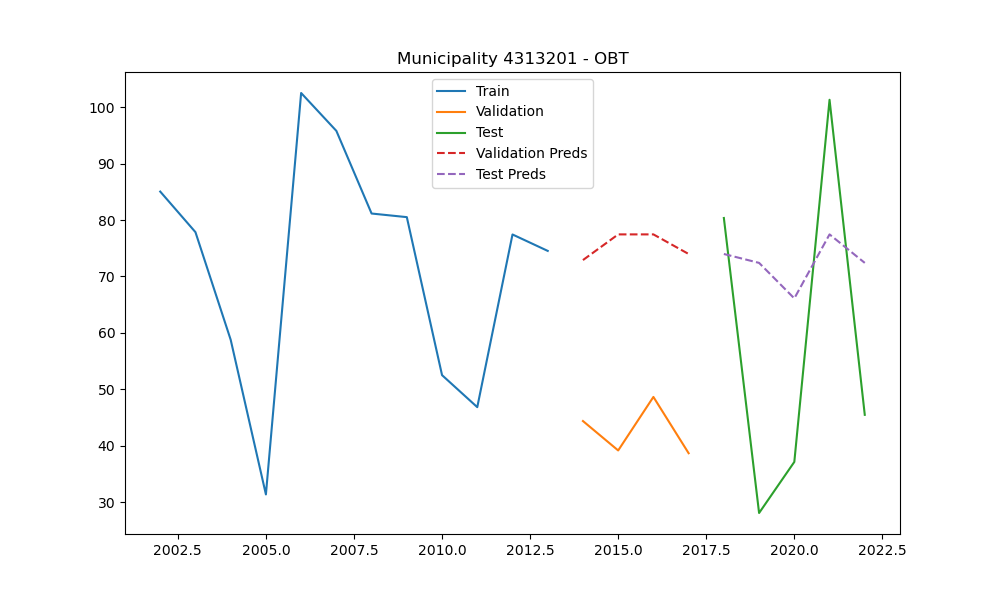 Municipality 4313201 - OBT
Train
Validation
Test
Validation Preds
Test Preds
100
90
80
70
60
50
40
30
2002.5 2005.0 2007.5 2010.0 2012.5 2015.0 2017.5 2020.0 2022.5